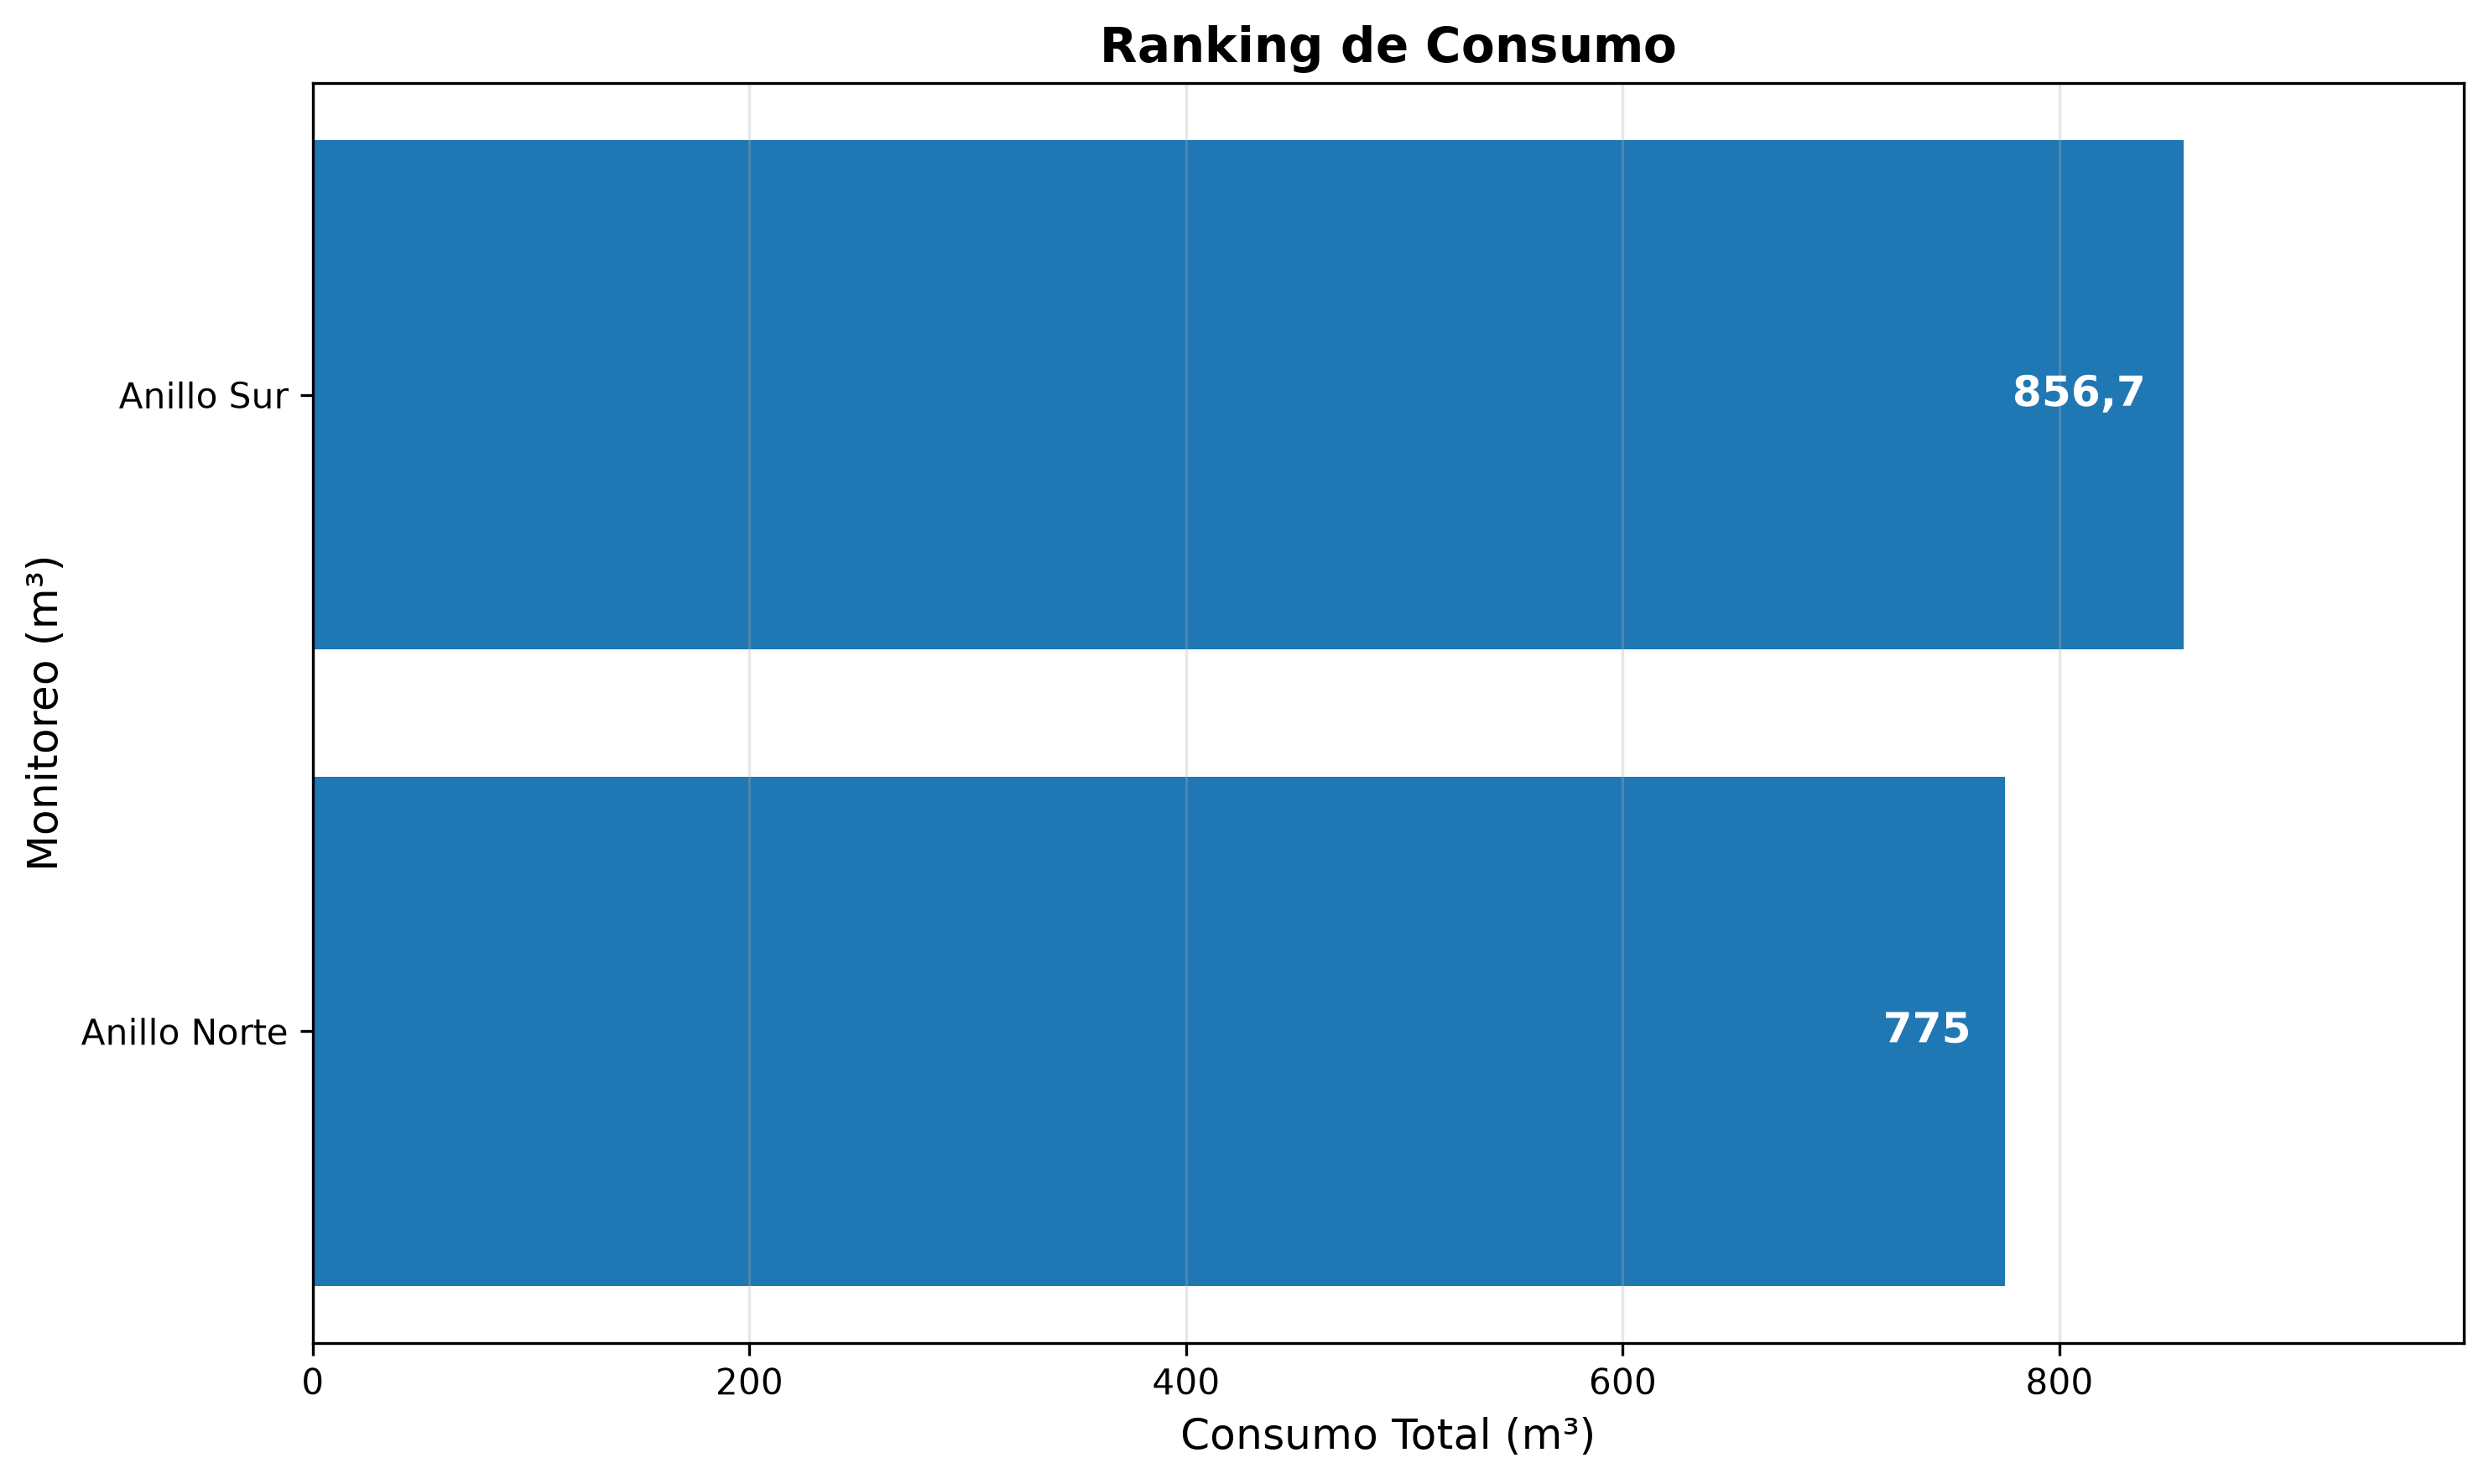 Ranking de Consumo
Monitoreo (m³)
Anillo Sur
856,7
Anillo Norte
775
0 200 400 600 800
Consumo Total (m³)